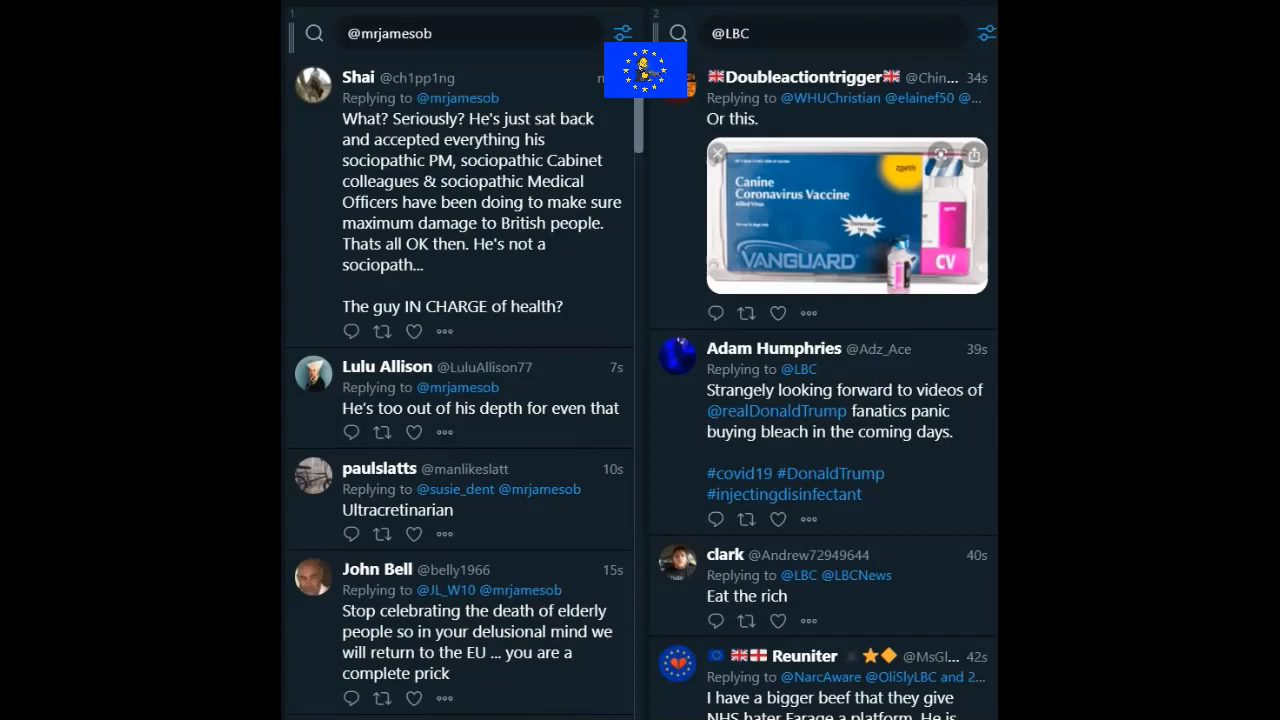 1
@mrjamesob
Shai @ch1pp1ng
Replying to @mrjamesob
What? Seriously? He's just sat back
and accepted everything his
sociopathic PM, sociopathic Cabinet
colleagues & sociopathic Medical
Officers have been doing to make sure
maximum damage to British people.
Thats all OK then. He's not a
sociopath...
The guy IN CHARGE of health?
Lulu Allison @LuluAllison77 7s
Replying to @mrjamesob
He's too out of his depth for even that
paulslatts @manlikeslatt 10s
Replying to @susie_dent @mrjamesob
Ultracretinarian
John Bell @belly1966 15s
Replying to @JL_W10 @mrjamesob
Stop celebrating the death of elderly
people so in your delusional mind we
will return to the EU ... you are a
complete prick
2
@LBC
Doubleactiontrigger @Chin... 34s
Replying to @WHUChristian @elainef50 @...
Or this.
zoetis
Canine
Coronavirus Vaccine
Killed Virus
VANGUARD
CV
Adam Humphries @Adz_Ace 39s
Replying to @LBC
Strangely looking forward to videos of
@realDonaldTrump fanatics panic
buying bleach in the coming days.
#covid19 #DonaldTrump
#injectingdisinfectant
clark @Andrew72949644 40s
Replying to @LBC @LBCNews
Eat the rich
Reuniter @MsGl... 42s
Replying to @NarcAware @OliSlyLBC and 2...
I have a bigger beef that they give
NHS hater Farage a platform. He is